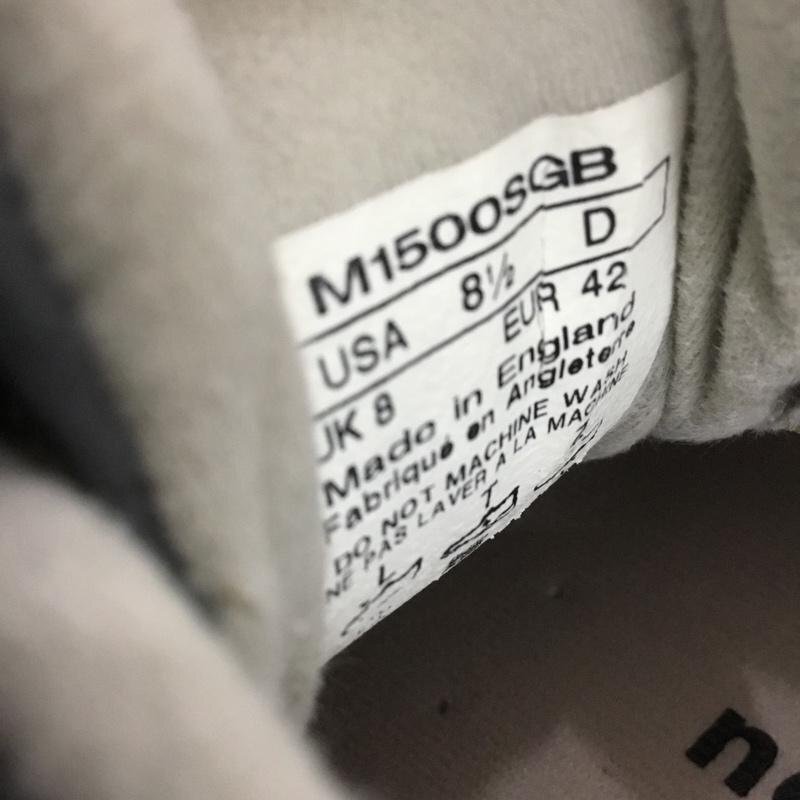 M1500SGB
USA 8½ D
UK 8 EUR 42
Made in England
Fabriqué en Angleterre
DO NOT MACHINE WASH
NE PAS LAVER A LA MACHINE
L T
ne